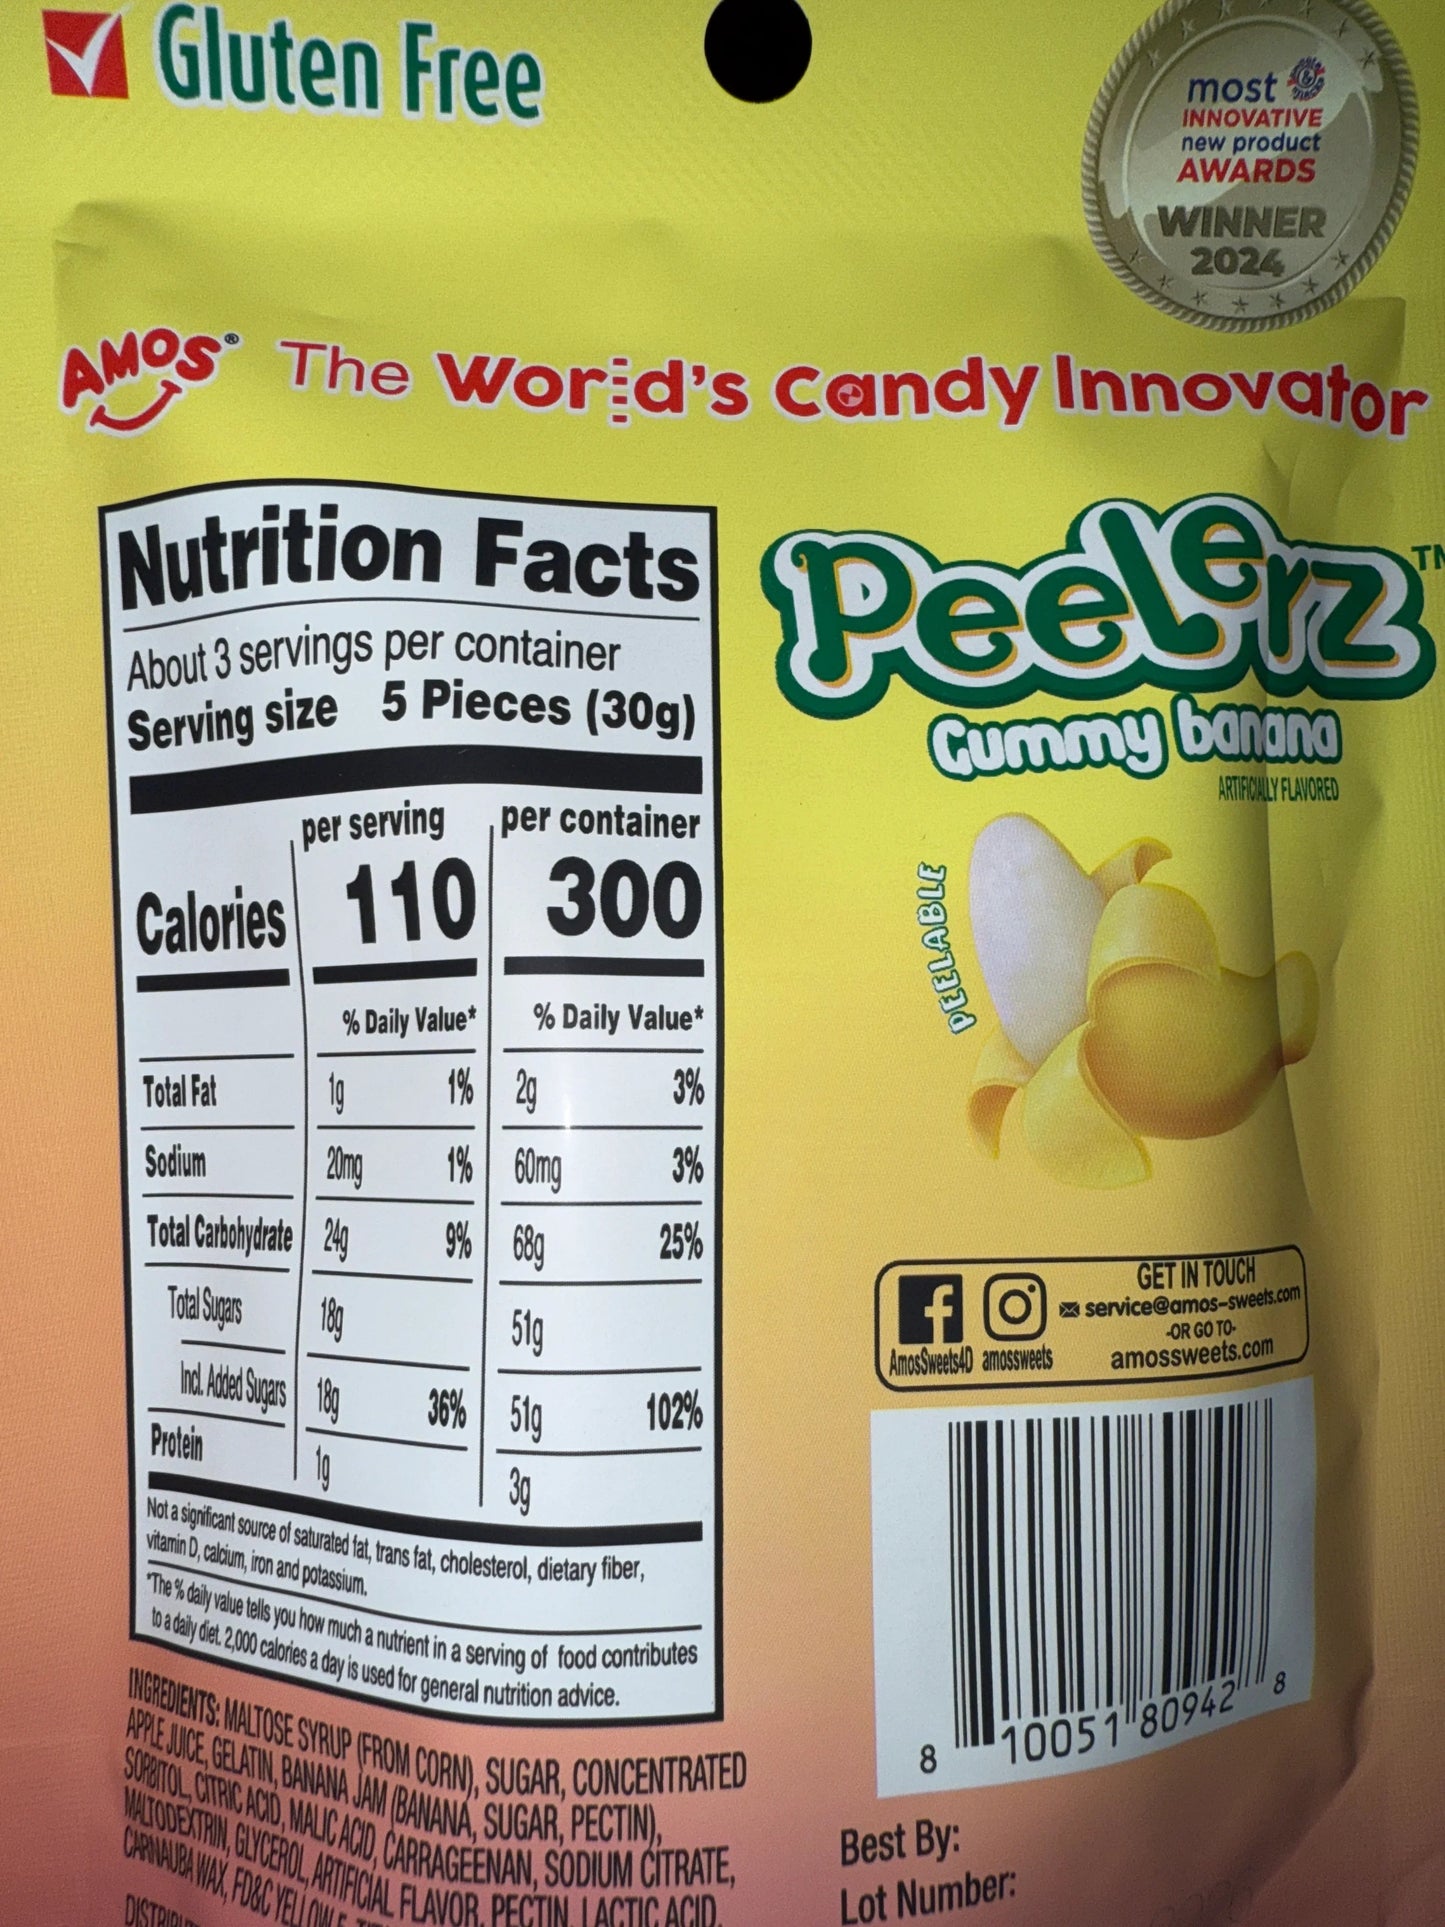 Gluten Free
most
INNOVATIVE
new product
AWARDS
WINNER
2024
AMOS® The World's Candy Innovator
Nutrition Facts
About 3 servings per container
Serving size 5 Pieces (30g)
per serving per container
Calories 110 300
% Daily Value* % Daily Value*
Total Fat 1g 1% 2g 3%
Sodium 20mg 1% 60mg 3%
Total Carbohydrate 24g 9% 68g 25%
Total Sugars 18g 51g
Incl. Added Sugars 18g 36% 51g 102%
Protein 1g 3g
Not a significant source of saturated fat, trans fat, cholesterol, dietary fiber,
vitamin D, calcium, iron and potassium.
*The % daily value tells you how much a nutrient in a serving of food contributes
to a daily diet. 2,000 calories a day is used for general nutrition advice.
INGREDIENTS: MALTOSE SYRUP (FROM CORN), SUGAR, CONCENTRATED
APPLE JUICE, GELATIN, BANANA JAM (BANANA, SUGAR, PECTIN),
SORBITOL, CITRIC ACID, MALIC ACID, CARRAGEENAN, SODIUM CITRATE,
MALTODEXTRIN, GLYCEROL, ARTIFICIAL FLAVOR, PECTIN, LACTIC ACID,
CARNAUBA WAX, FD&C YELLOW
Peelerz™
Gummy banana
ARTIFICIALLY FLAVORED
PEELABLE
GET IN TOUCH
service@amos-sweets.com
-OR GO TO-
amossweets.com
AmosSweets4D amossweets
8 10051 80942 8
Best By:
Lot Number: